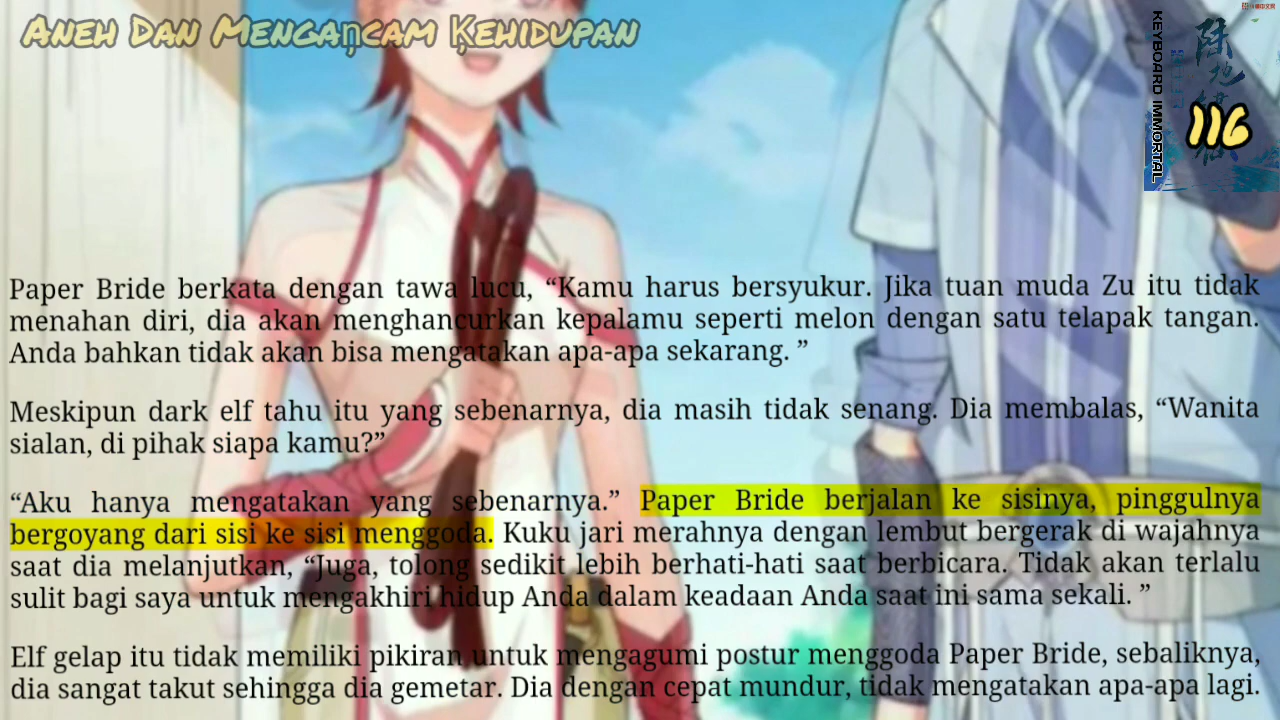 Aneh Dan Mengaņcam Ķehidupan
KEYBOARD IMMORTAL
116
Paper Bride berkata dengan tawa lucu, “Kamu harus bersyukur. Jika tuan muda Zu itu tidak
menahan diri, dia akan menghancurkan kepalamu seperti melon dengan satu telapak tangan.
Anda bahkan tidak akan bisa mengatakan apa-apa sekarang. ”
Meskipun dark elf tahu itu yang sebenarnya, dia masih tidak senang. Dia membalas, “Wanita
sialan, di pihak siapa kamu?”
“Aku hanya mengatakan yang sebenarnya.” Paper Bride berjalan ke sisinya, pinggulnya
bergoyang dari sisi ke sisi menggoda. Kuku jari merahnya dengan lembut bergerak di wajahnya
saat dia melanjutkan, “Juga, tolong sedikit lebih berhati-hati saat berbicara. Tidak akan terlalu
sulit bagi saya untuk mengakhiri hidup Anda dalam keadaan Anda saat ini sama sekali. ”
Elf gelap itu tidak memiliki pikiran untuk mengagumi postur menggoda Paper Bride, sebaliknya,
dia sangat takut sehingga dia gemetar. Dia dengan cepat mundur, tidak mengatakan apa-apa lagi.